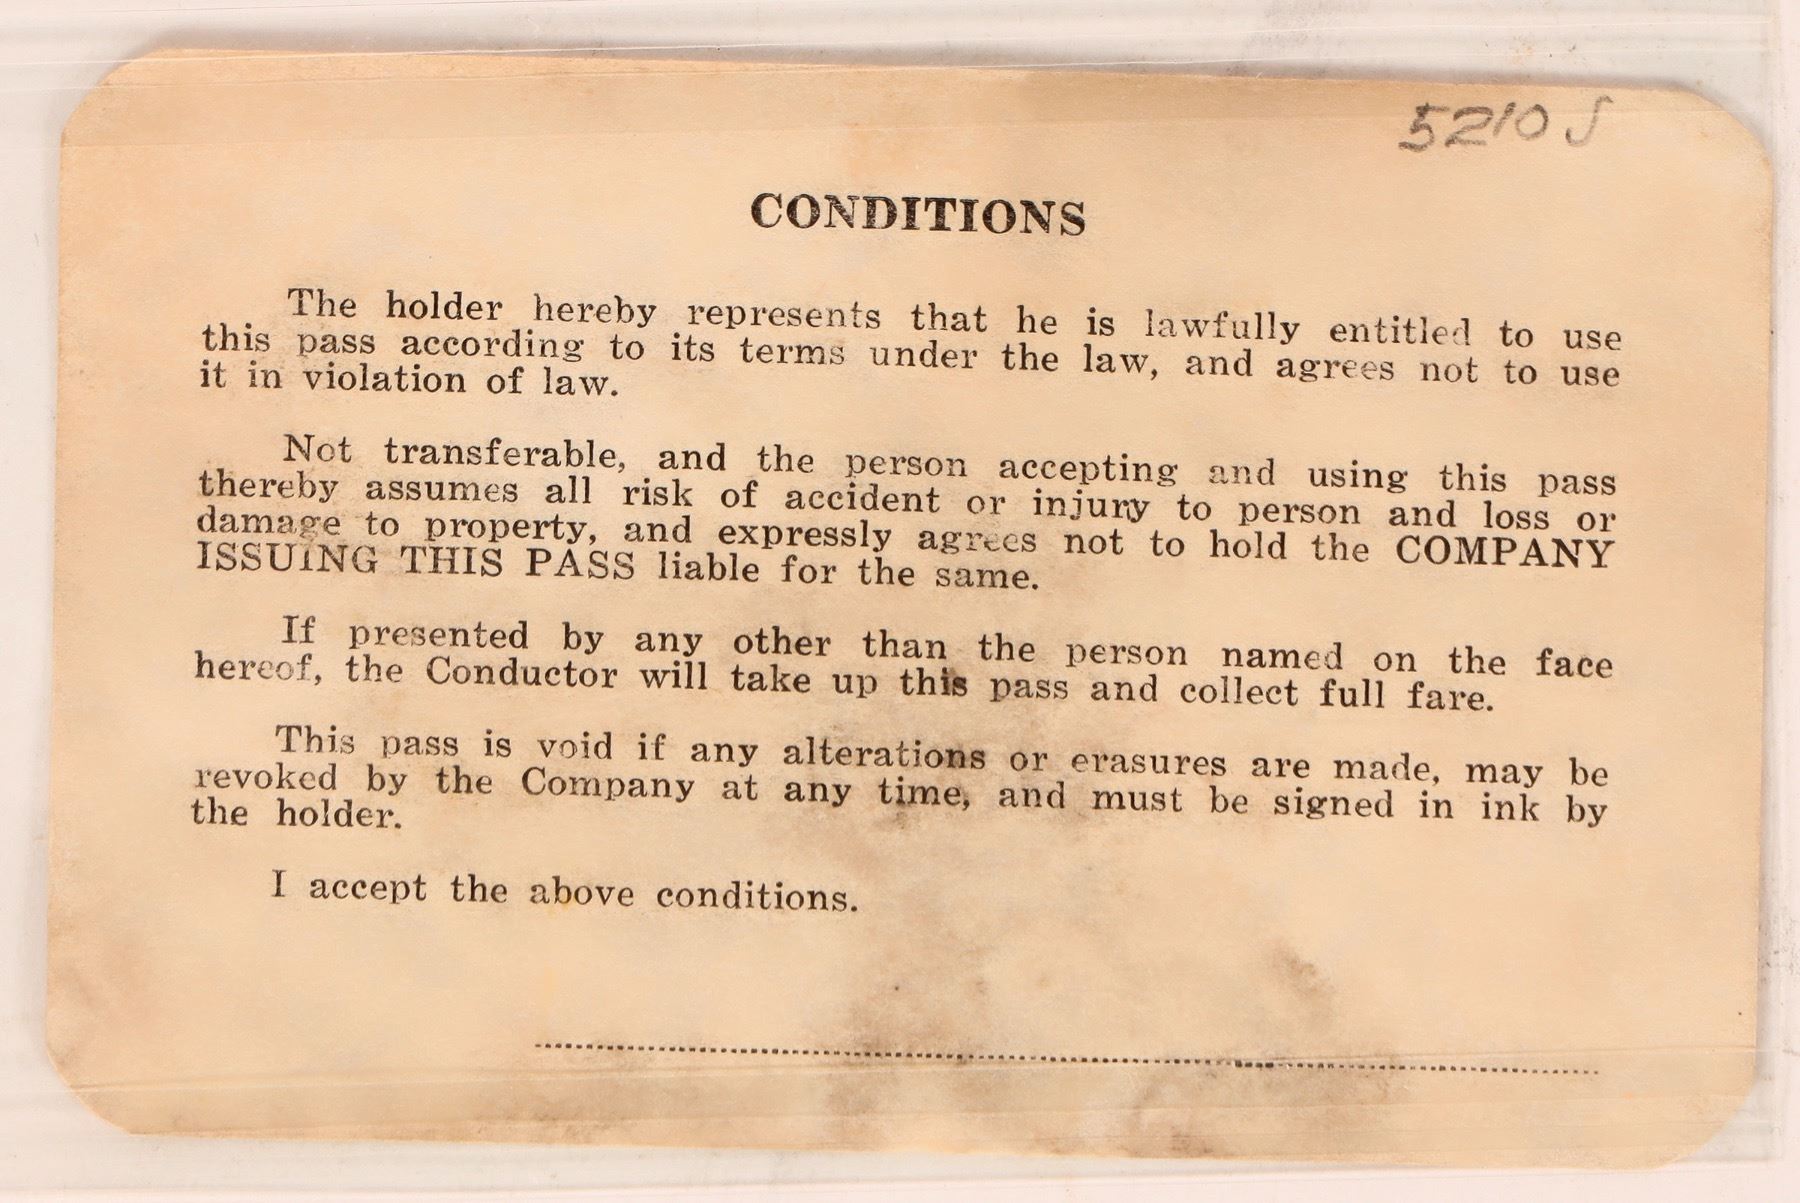 5210 J
CONDITIONS
The holder hereby represents that he is lawfully entitled to use
this pass according to its terms under the law, and agrees not to use
it in violation of law.
Not transferable, and the person accepting and using this pass
thereby assumes all risk of accident or injury to person and loss or
damage to property, and expressly agrees not to hold the COMPANY
ISSUING THIS PASS liable for the same.
If presented by any other than the person named on the face
hereof, the Conductor will take up this pass and collect full fare.
This pass is void if any alterations or erasures are made, may be
revoked by the Company at any time, and must be signed in ink by
the holder.
I accept the above conditions.